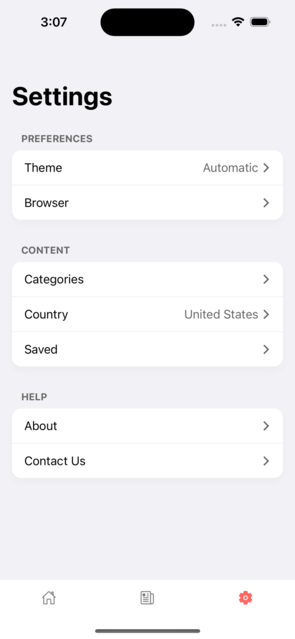 3:07
Settings
PREFERENCES
Theme Automatic
Browser
CONTENT
Categories
Country United States
Saved
HELP
About
Contact Us